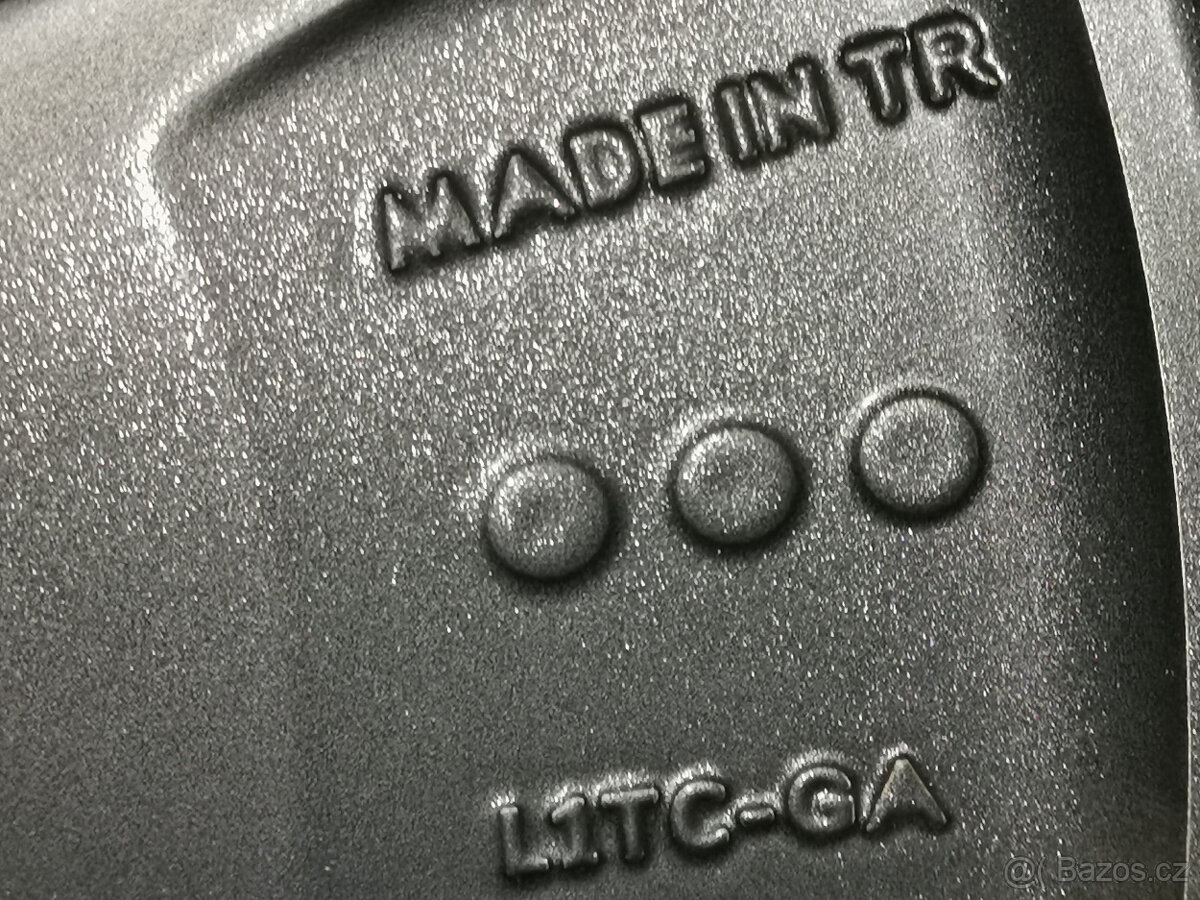 MADE IN TR
L1TC-GA
@( Bazos.cz